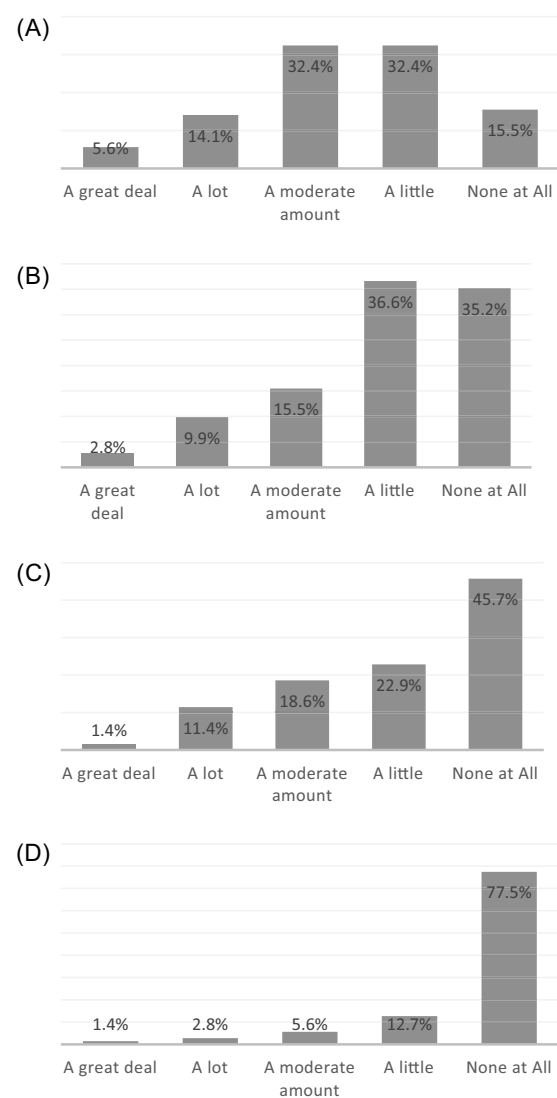 (A)
5.6%
14.1%
32.4%
32.4%
15.5%
A great deal
A lot
A moderate
amount
A little
None at All
(B)
2.8%
9.9%
15.5%
36.6%
35.2%
A great
deal
A lot
A moderate
amount
A little
None at All
(C)
1.4%
11.4%
18.6%
22.9%
45.7%
A great deal
A lot
A moderate
amount
A little
None at All
(D)
1.4%
2.8%
5.6%
12.7%
77.5%
A great deal
A lot
A moderate
amount
A little
None at All